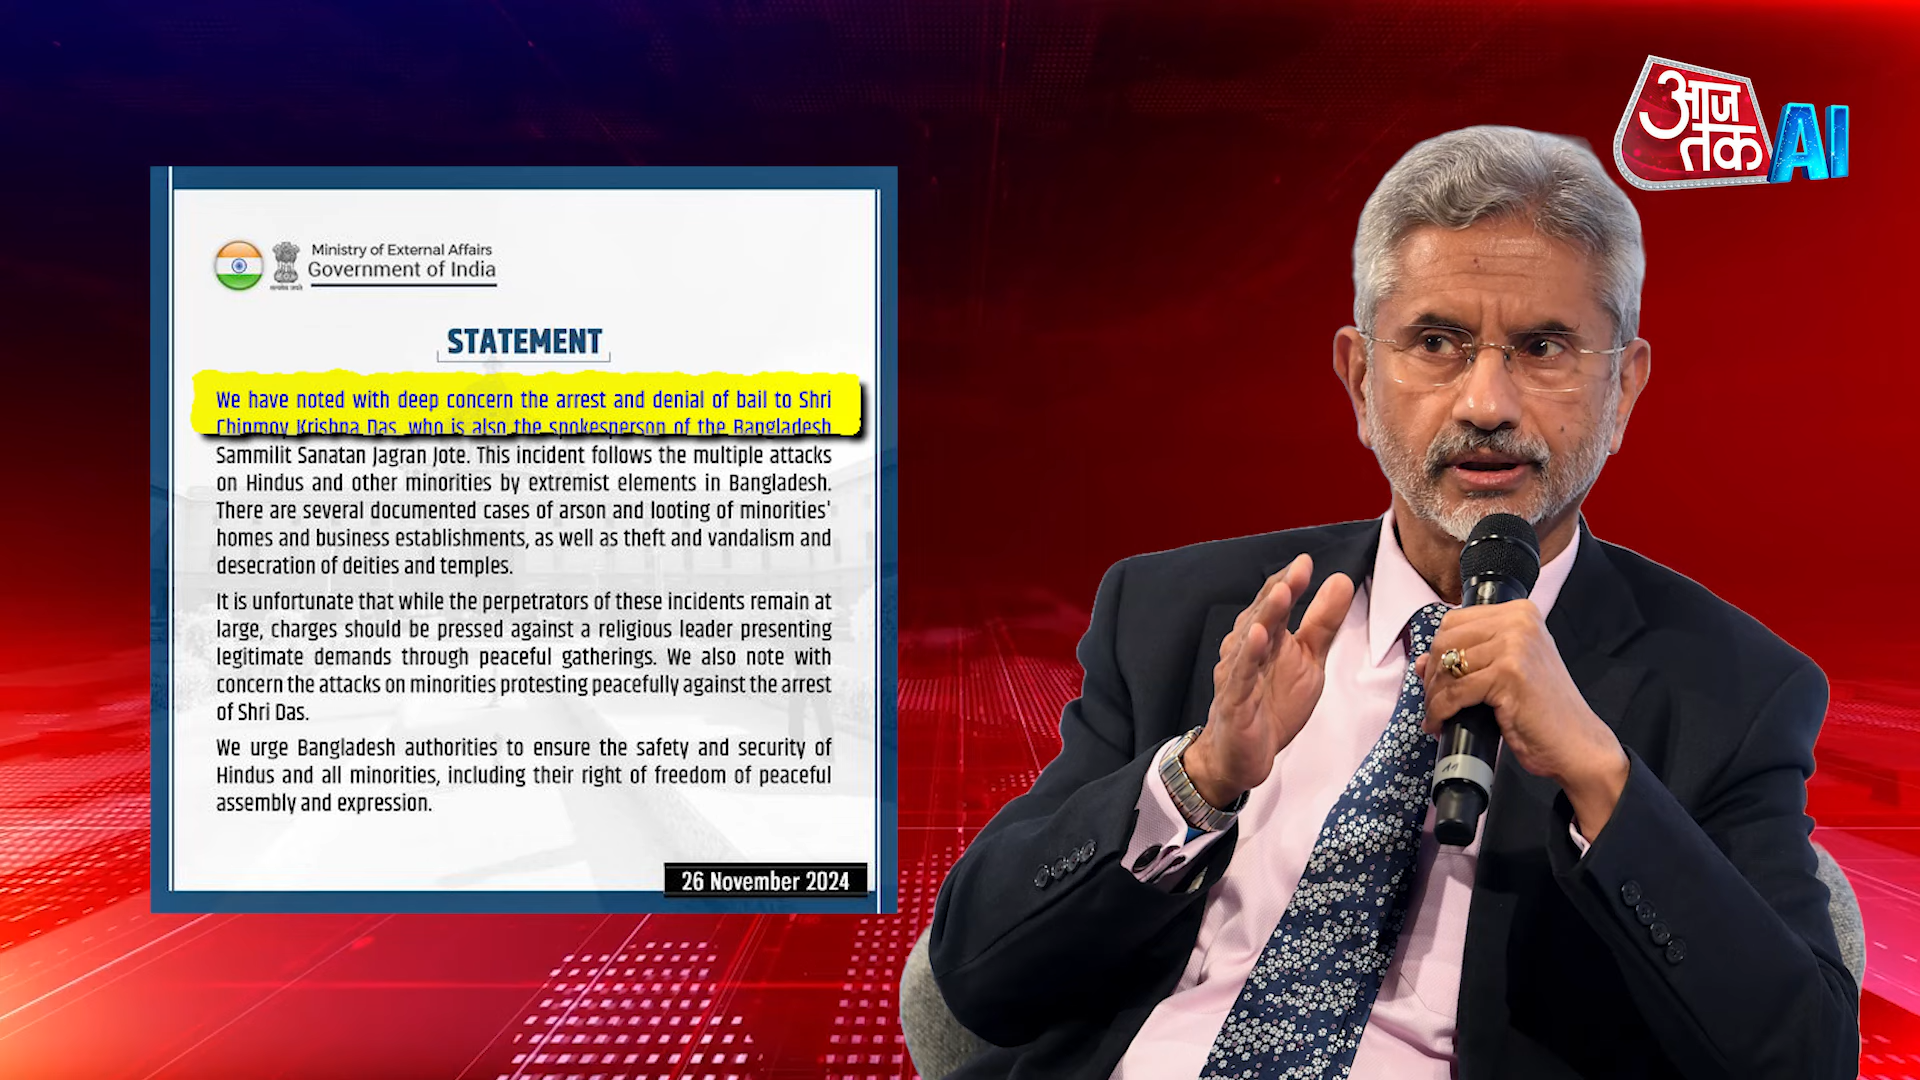 आज
तक AI
Ministry of External Affairs
Government of India
STATEMENT
We have noted with deep concern the arrest and denial of bail to Shri
Chinmoy Krishna Das, who is also the spokesperson of the Bangladesh
Sammilit Sanatan Jagran Jote. This incident follows the multiple attacks
on Hindus and other minorities by extremist elements in Bangladesh.
There are several documented cases of arson and looting of minorities'
homes and business establishments, as well as theft and vandalism and
desecration of deities and temples.
It is unfortunate that while the perpetrators of these incidents remain at
large, charges should be pressed against a religious leader presenting
legitimate demands through peaceful gatherings. We also note with
concern the attacks on minorities protesting peacefully against the arrest
of Shri Das.
We urge Bangladesh authorities to ensure the safety and security of
Hindus and all minorities, including their right of freedom of peaceful
assembly and expression.
26 November 2024